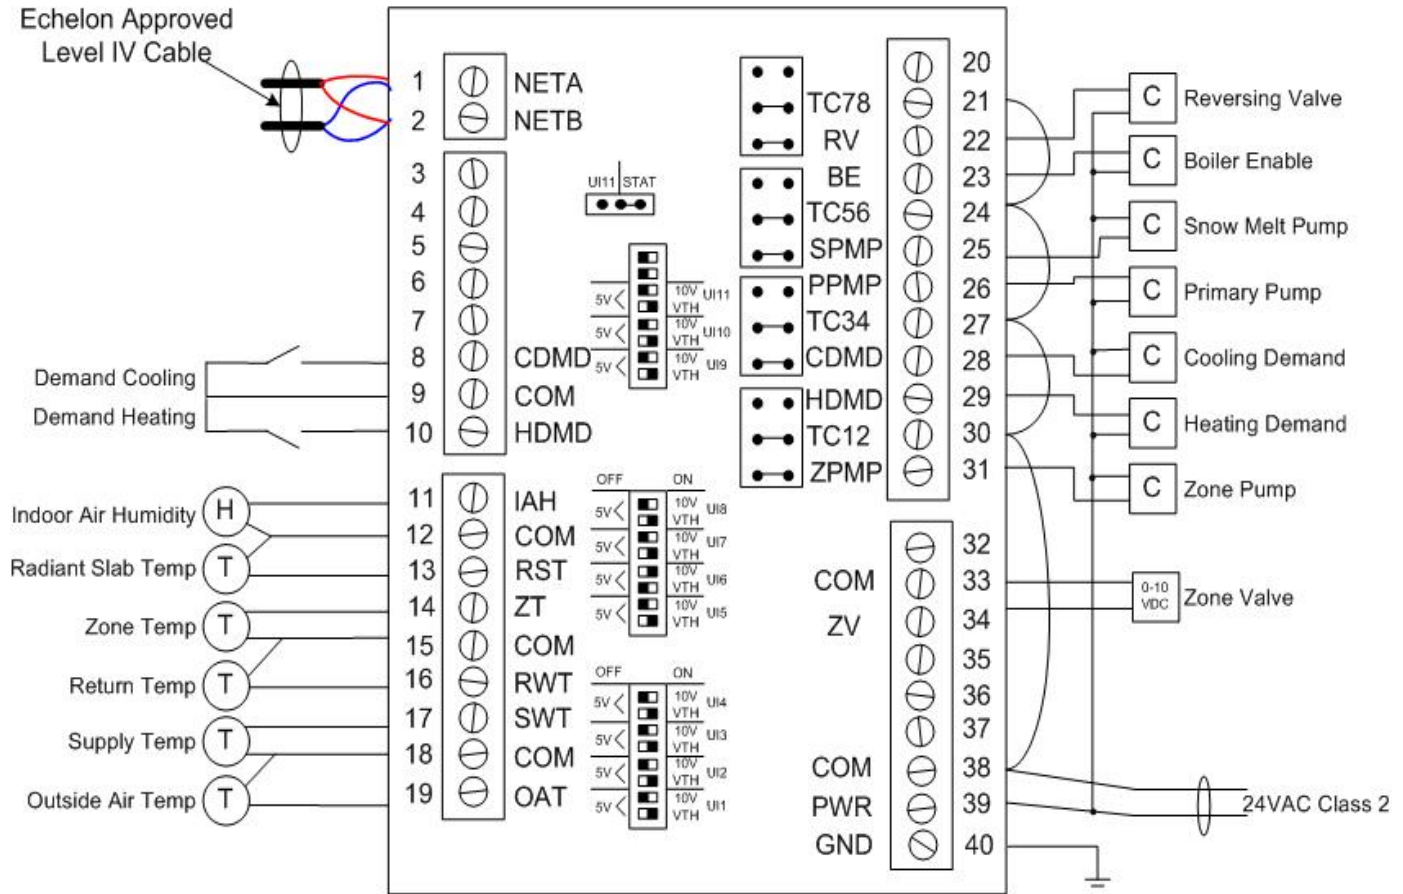 Echelon Approved
Level IV Cable
1 NETA
2 NETB
3
4
5
6
7
8 CDMD
9 COM
10 HDMD
Demand Cooling
Demand Heating
11 IAH
12 COM
13 RST
14 ZT
15 COM
16 RWT
17 SWT
18 COM
19 OAT
Indoor Air Humidity H
Radiant Slab Temp T
Zone Temp T
Return Temp T
Supply Temp T
Outside Air Temp T
UI11 STAT
5V< 10V UI11
VTH
5V< 10V UI10
VTH
5V< 10V UI9
VTH
OFF ON
5V< 10V UI8
VTH
5V< 10V UI7
VTH
5V< 10V UI6
VTH
5V< 10V UI5
VTH
OFF ON
5V< 10V UI4
VTH
5V< 10V UI3
VTH
5V< 10V UI2
VTH
5V< 10V UI1
VTH
20
TC78 21
RV 22
BE 23
TC56 24
SPMP 25
PPMP 26
TC34 27
CDMD 28
HDMD 29
TC12 30
ZPMP 31
32
COM 33
ZV 34
35
36
37
COM 38
PWR 39
GND 40
C Reversing Valve
C Boiler Enable
C Snow Melt Pump
C Primary Pump
C Cooling Demand
C Heating Demand
C Zone Pump
0-10
VDC
Zone Valve
24VAC Class 2